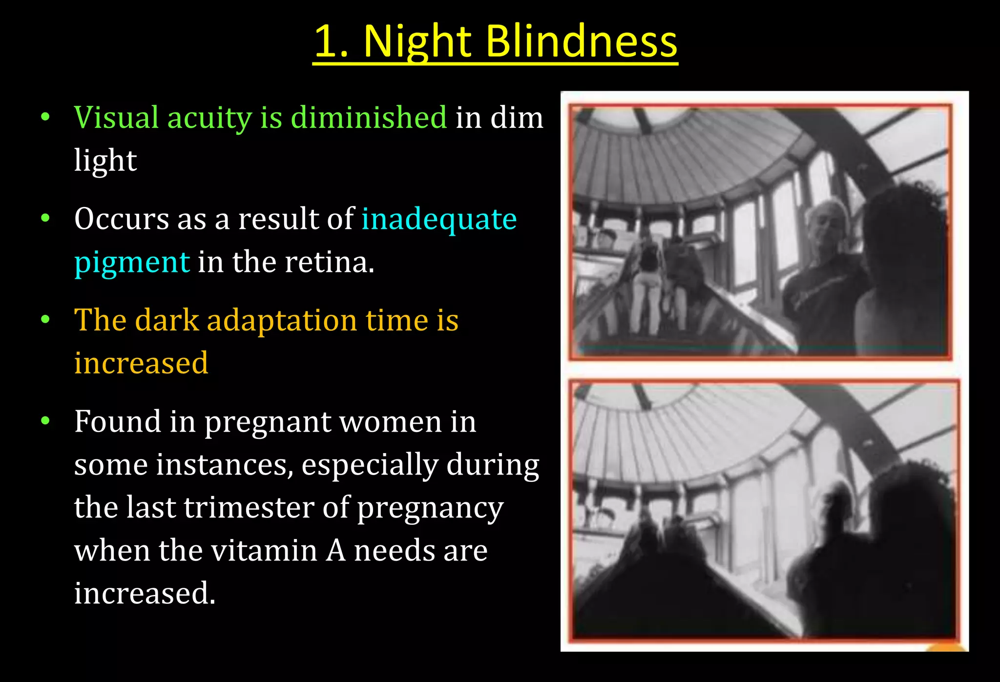 1. Night Blindness
• Visual acuity is diminished in dim
light
• Occurs as a result of inadequate
pigment in the retina.
• The dark adaptation time is
increased
• Found in pregnant women in
some instances, especially during
the last trimester of pregnancy
when the vitamin A needs are
increased.